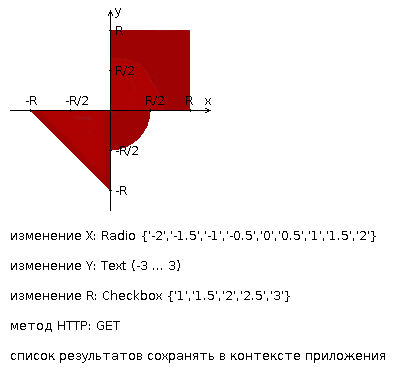 y
R
R/2
-R -R/2 R/2 R x
-R/2
-R
изменение X: Radio {'-2','-1.5','-1','-0.5','0','0.5','1','1.5','2'}
изменение Y: Text (-3 ... 3)
изменение R: Checkbox {'1','1.5','2','2.5','3'}
метод HTTP: GET
список результатов сохранять в контексте приложения